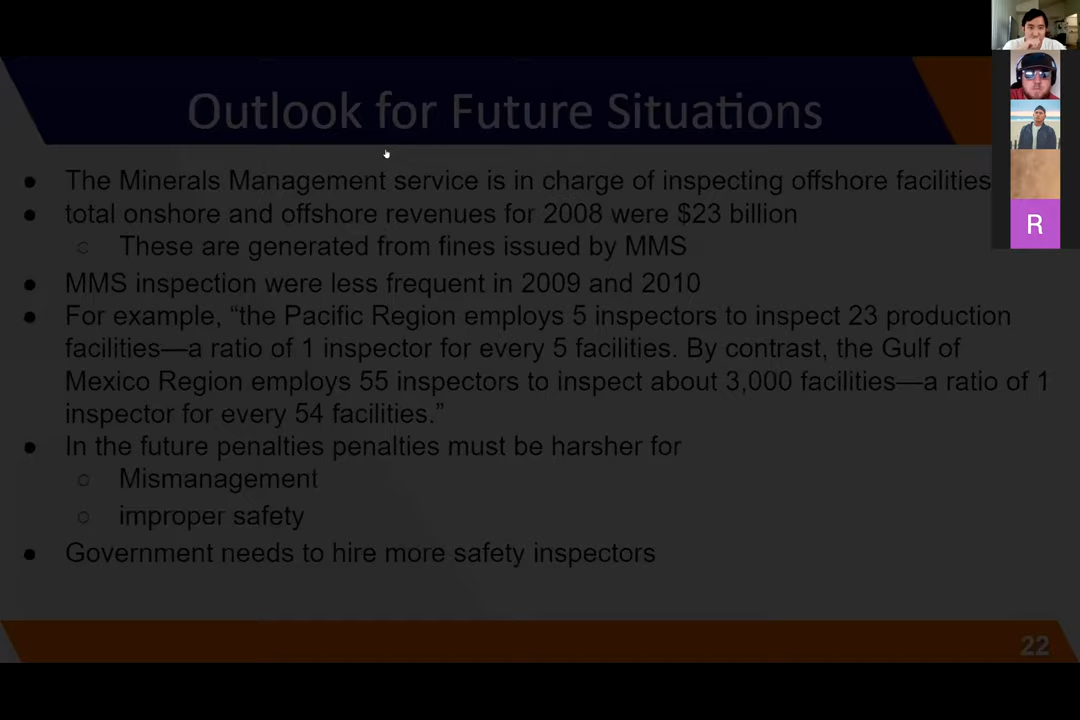 Outlook for Future Situations
● The Minerals Management service is in charge of inspecting offshore facilities
● total onshore and offshore revenues for 2008 were $23 billion
○ These are generated from fines issued by MMS
● MMS inspection were less frequent in 2009 and 2010
● For example, “the Pacific Region employs 5 inspectors to inspect 23 production
facilities—a ratio of 1 inspector for every 5 facilities. By contrast, the Gulf of
Mexico Region employs 55 inspectors to inspect about 3,000 facilities—a ratio of 1
inspector for every 54 facilities.”
● In the future penalties penalties must be harsher for
○ Mismanagement
○ improper safety
● Government needs to hire more safety inspectors
22
R